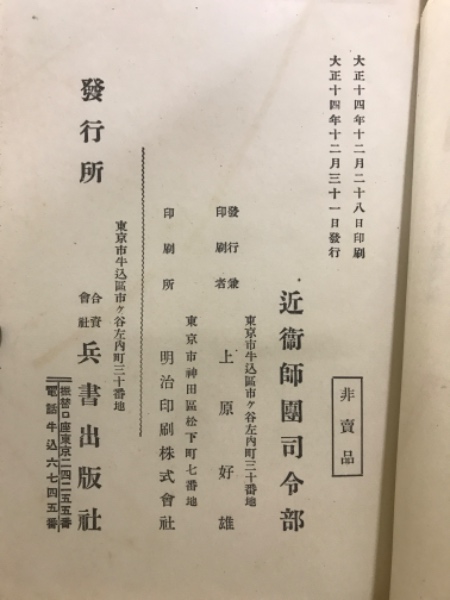 大正十四年十二月二十八日印刷
大正十四年十二月三十一日發行
非賣品
近衞師團司令部
東京市牛込區市ヶ谷左內町三十番地
發行兼印刷者 上原好雄
東京市神田區松下町七番地
印刷所 明治印刷株式會社
東京市牛込區市ヶ谷左內町三十番地
發行所 合資會社 兵書出版社
振替口座東京二四二五五番
電話牛込六七四五番